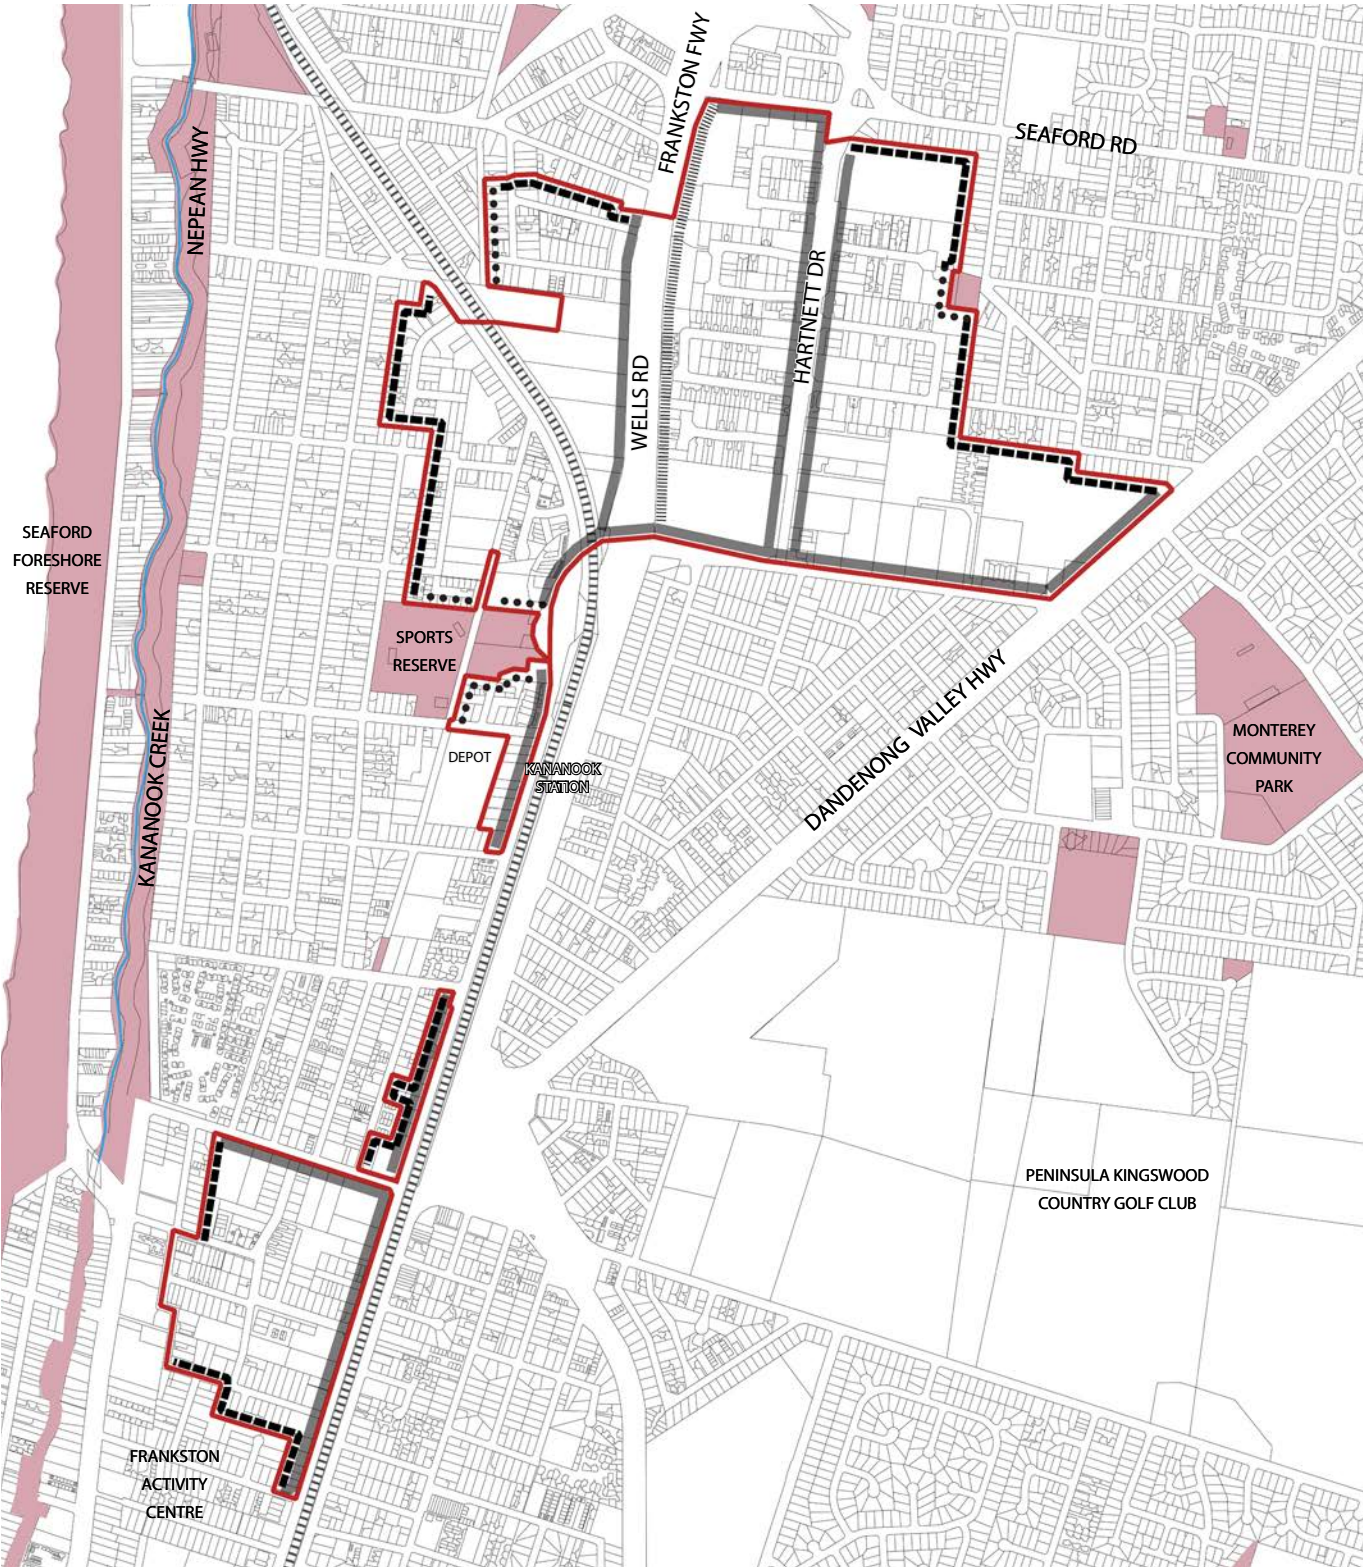 FRANKSTON FWY
SEAFORD RD
NEPEAN HWY
HARTNETT DR
WELLS RD
SEAFORD
FORESHORE
RESERVE
SPORTS
RESERVE
DANDENONG VALLEY HWY
MONTEREY
COMMUNITY
PARK
KANANOOK CREEK
DEPOT
KANANOOK
STATION
PENINSULA KINGSWOOD
COUNTRY GOLF CLUB
FRANKSTON
ACTIVITY
CENTRE